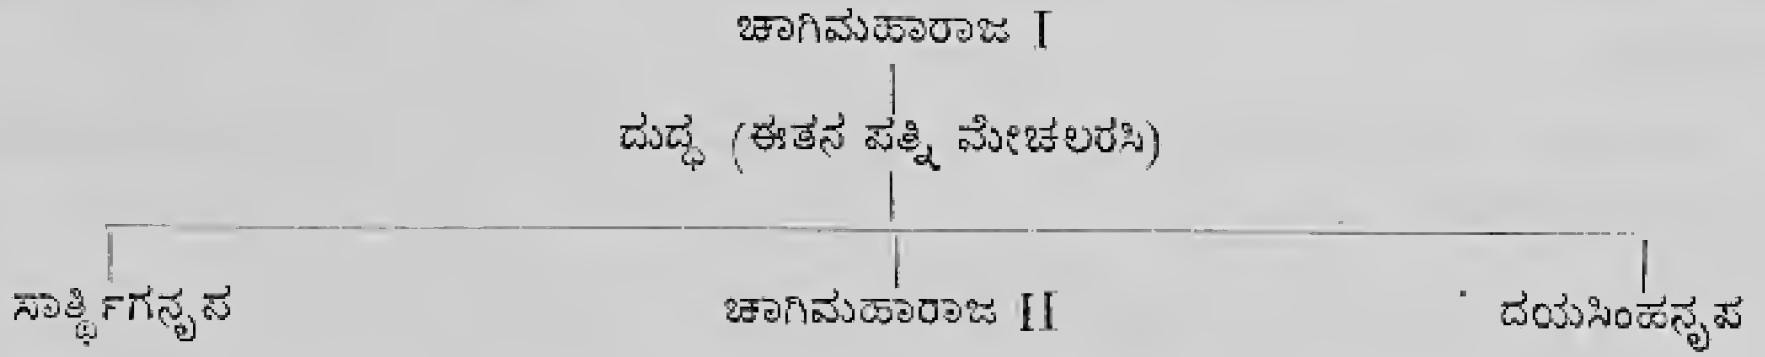 ಚಾಗಿಮಹಾರಾಜ I
ದುದ್ಧ (ಈತನ ಪತ್ನಿ ಮೇಚಲರಸಿ)
ಸಾರ್ತ್ಥಿಗನೃಪ ಚಾಗಿಮಹಾರಾಜ II ದಯಸಿಂಹನೃಪ